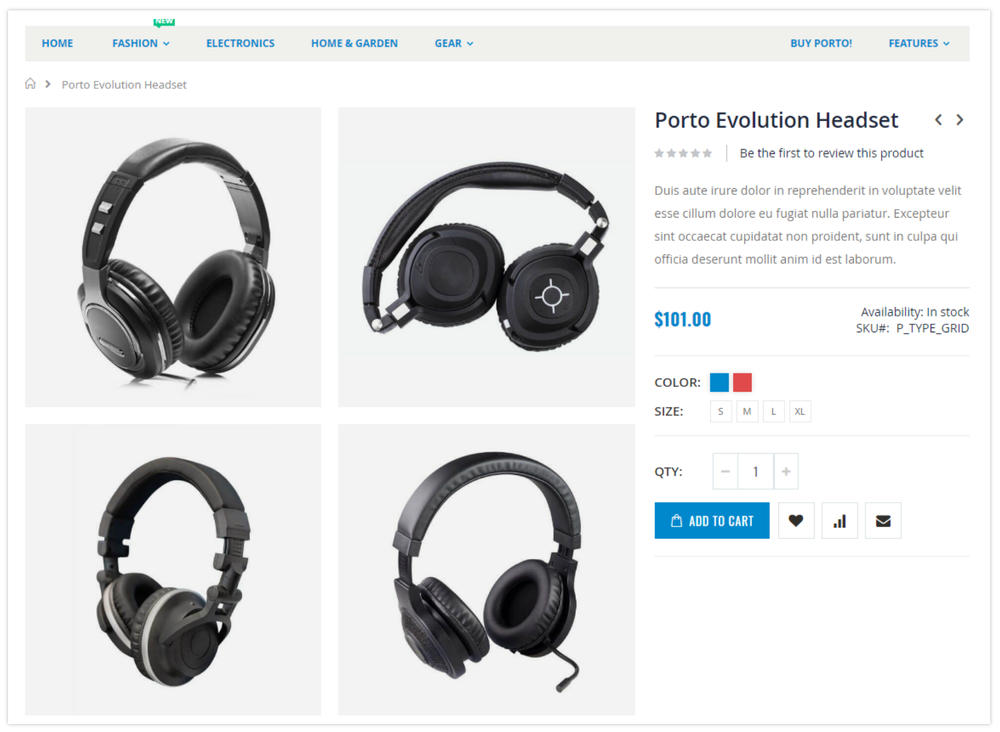 NEW
HOME FASHION ELECTRONICS HOME & GARDEN GEAR BUY PORTO! FEATURES
Porto Evolution Headset
Porto Evolution Headset
Be the first to review this product
Duis aute irure dolor in reprehenderit in voluptate velit
esse cillum dolore eu fugiat nulla pariatur. Excepteur
sint occaecat cupidatat non proident, sunt in culpa qui
officia deserunt mollit anim id est laborum.
$101.00
Availability: In stock
SKU#: P_TYPE_GRID
COLOR:
SIZE: S M L XL
QTY: − 1 +
ADD TO CART